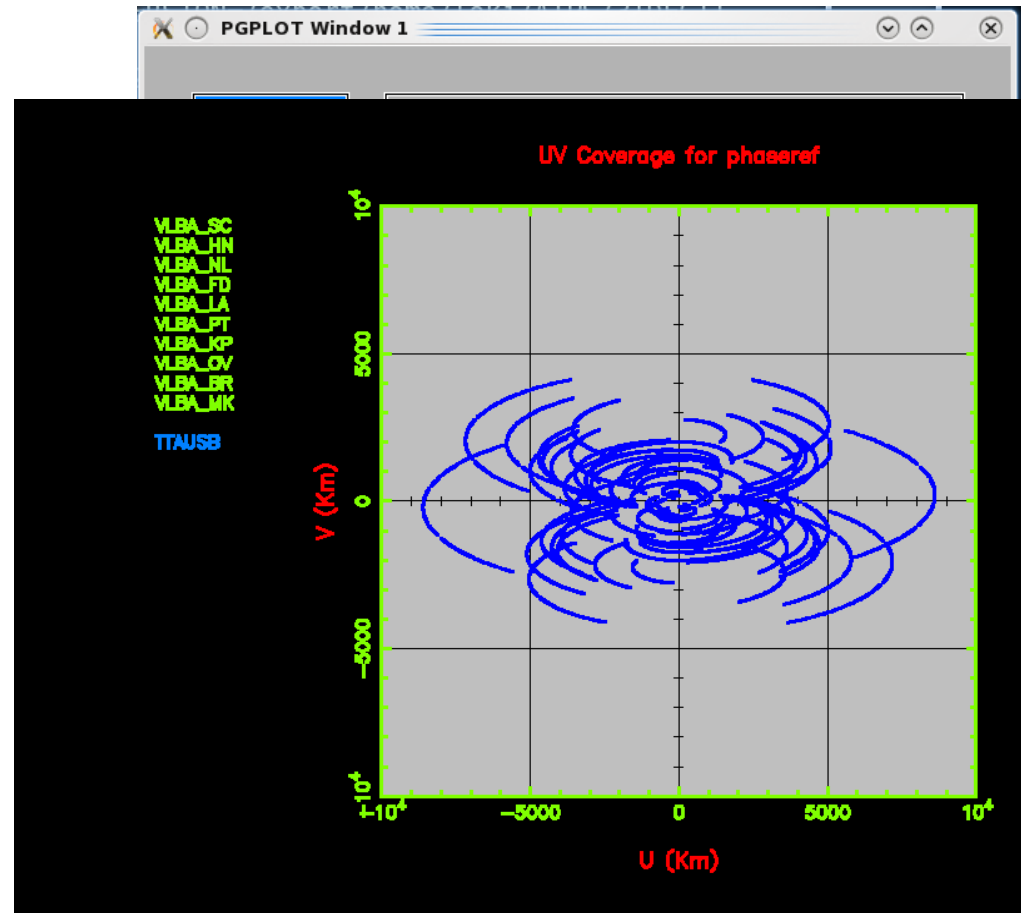 PGPLOT Window 1
UV Coverage for phaseref
VLBA_SC
VLBA_HN
VLBA_NL
VLBA_FD
VLBA_LA
VLBA_PT
VLBA_KP
VLBA_OV
VLBA_BR
VLBA_MK
TTAUSB
V (Km)
10⁴
5000
0
−5000
−10⁴
−10⁴
−5000
0
5000
10⁴
U (Km)